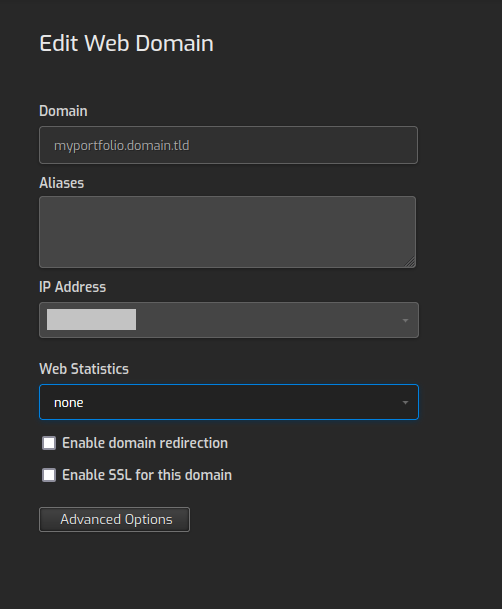 Edit Web Domain
Domain
myportfolio.domain.tld
Aliases
IP Address
Web Statistics
none
Enable domain redirection
Enable SSL for this domain
Advanced Options